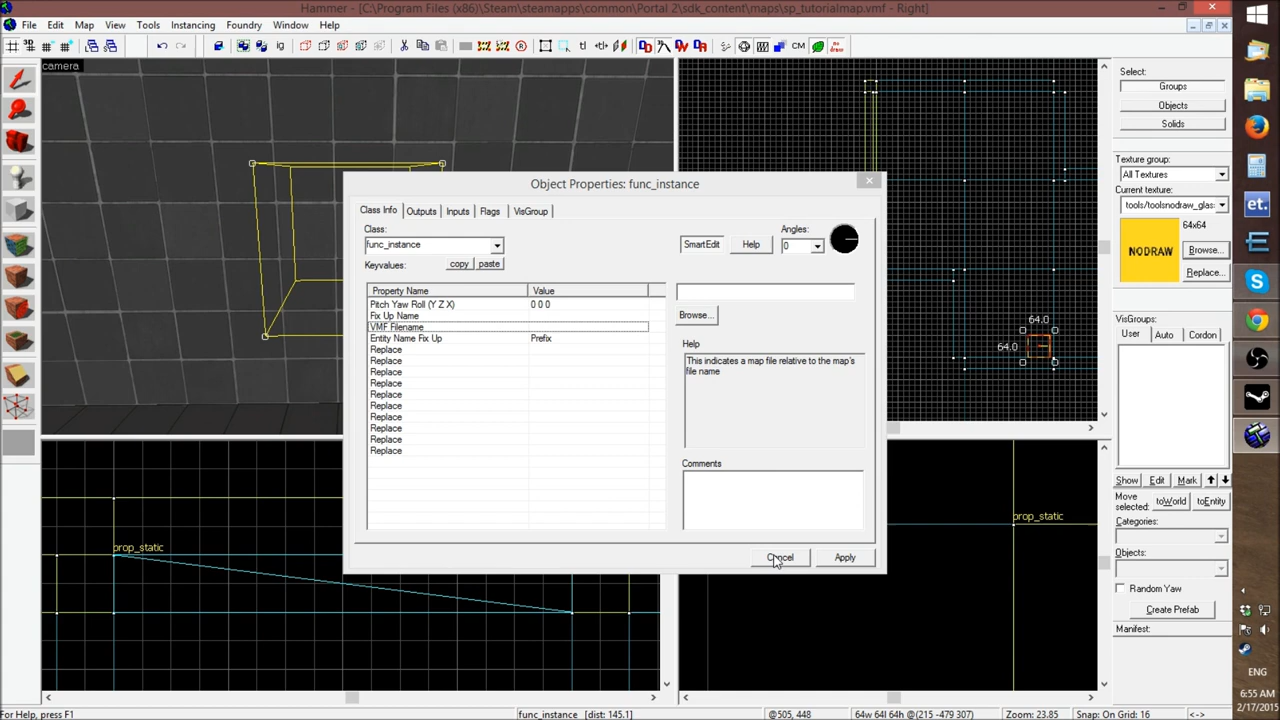 Hammer - [C:\Program Files (x86)\Steam\steamapps\common\Portal 2\sdk_content\maps\sp_tutorialmap.vmf - Right]
File Edit Map View Tools Instancing Foundry Window Help
CM
camera
Object Properties: func_instance
Class Info Outputs Inputs Flags VisGroup
Class:
func_instance
SmartEdit
Help
Angles:
0
Keyvalues:
copy
paste
Property Name Value
Pitch Yaw Roll (Y Z X) 0 0 0
Fix Up Name
VMF Filename
Entity Name Fix Up Prefix
Replace
Replace
Replace
Replace
Replace
Replace
Replace
Replace
Replace
Replace
Browse...
Help
This indicates a map file relative to the map's
file name
Comments
Cancel
Apply
64.0
64.0
prop_static
prop_static
Select:
Groups
Objects
Solids
Texture group:
All Textures
Current texture:
tools/toolsnodraw_glas
NODRAW
64x64
Browse...
Replace...
VisGroups:
User Auto Cordon
Show Edit Mark
Move
selected:
toWorld
toEntity
Categories:
Objects:
Random Yaw
Create Prefab
Manifest:
et.
ENG
6:55 AM
2/17/2015
For Help, press F1
func_instance [dist: 145.1]
@505, 448
64w 64l 64h @(215 -479 307)
Zoom: 23.85
Snap: On Grid: 16
<->